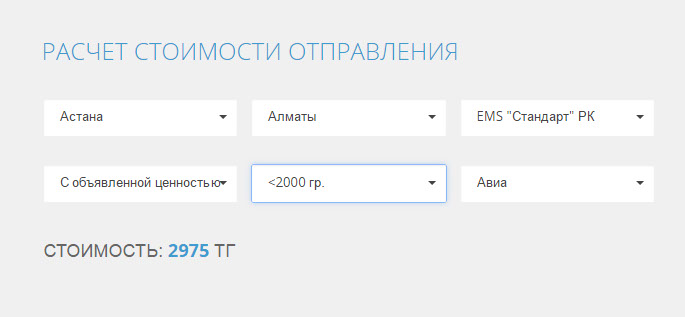 РАСЧЕТ СТОИМОСТИ ОТПРАВЛЕНИЯ
Астана Алматы EMS "Стандарт" РК
С объявленной ценностью <2000 гр. Авиа
СТОИМОСТЬ: 2975 ТГ